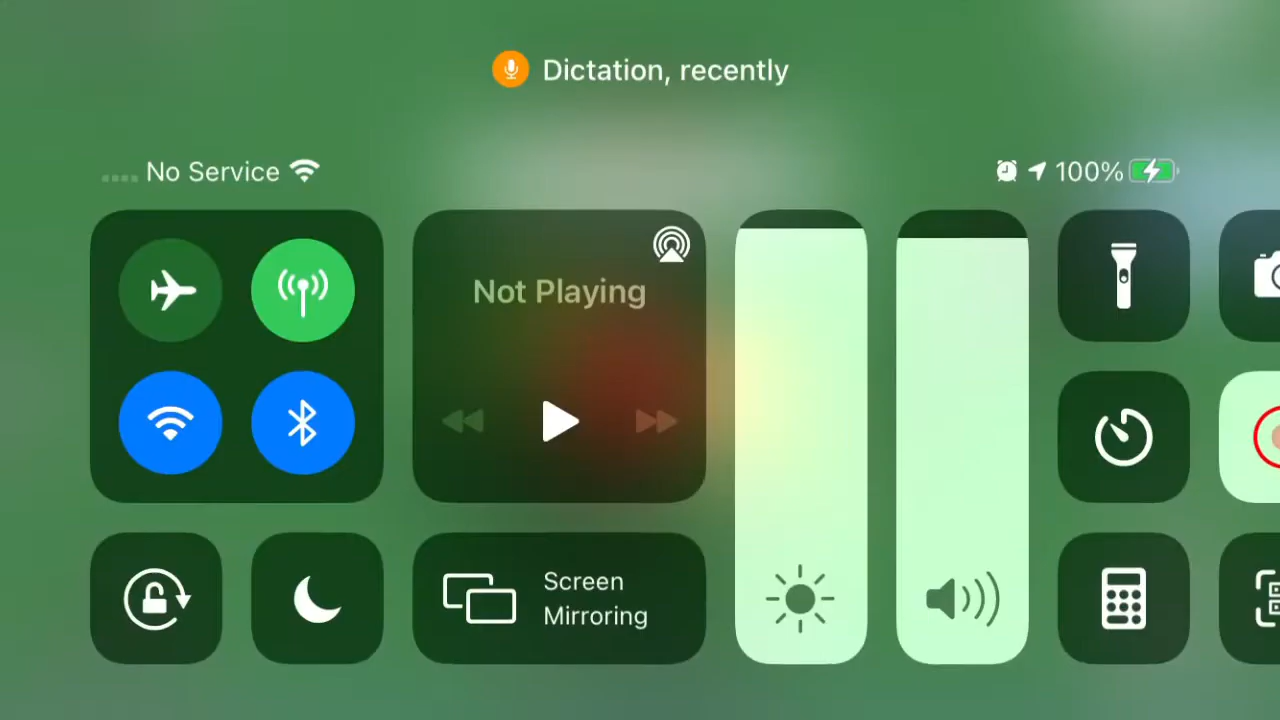 Dictation, recently
No Service
100%
Not Playing
Screen
Mirroring